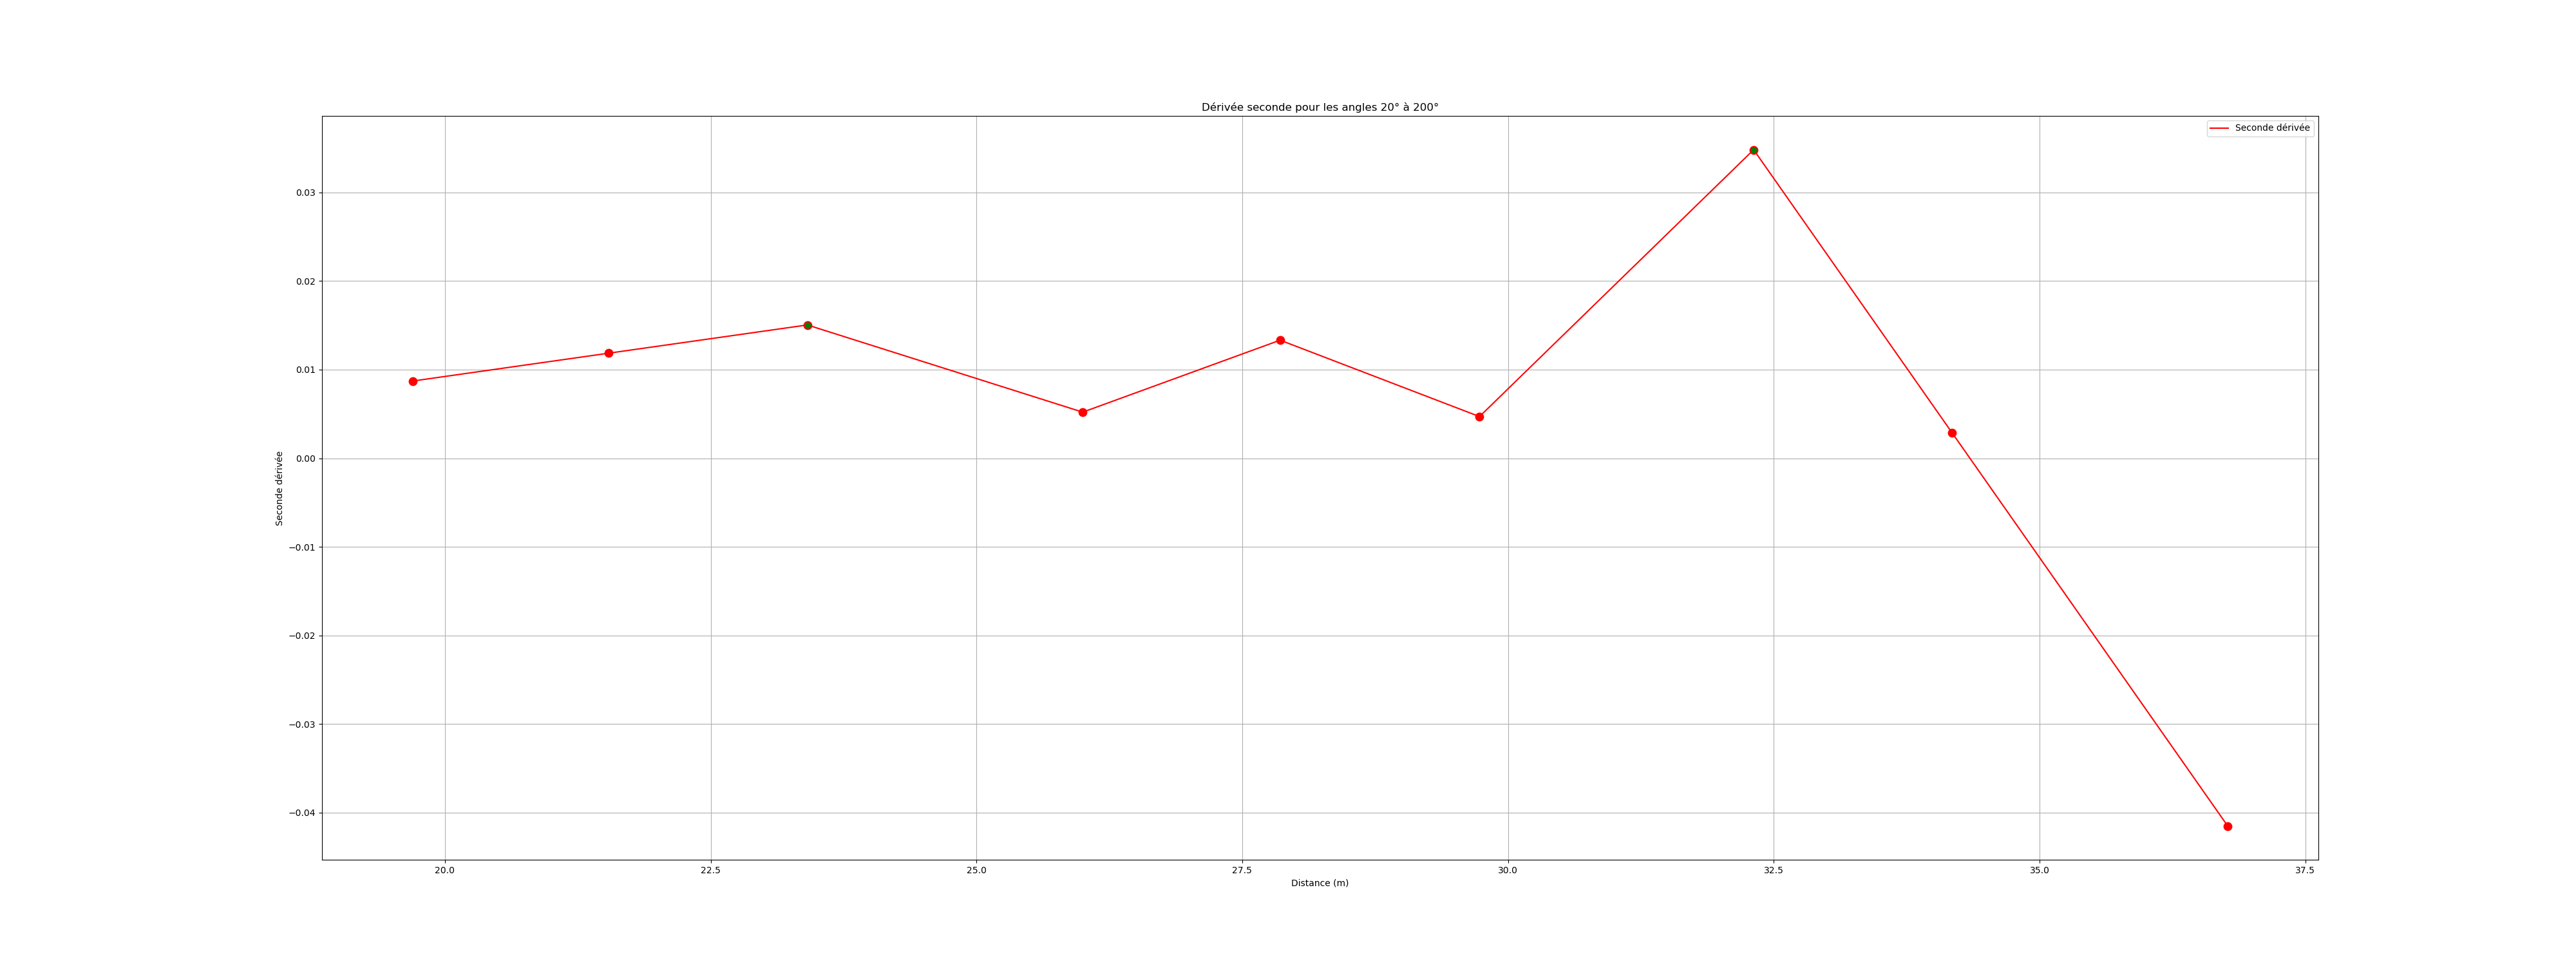 Dérivée seconde pour les angles 20° à 200°
Seconde dérivée
0.03
0.02
0.01
0.00
−0.01
−0.02
−0.03
−0.04
Seconde dérivée
20.0 22.5 25.0 27.5 30.0 32.5 35.0 37.5
Distance (m)